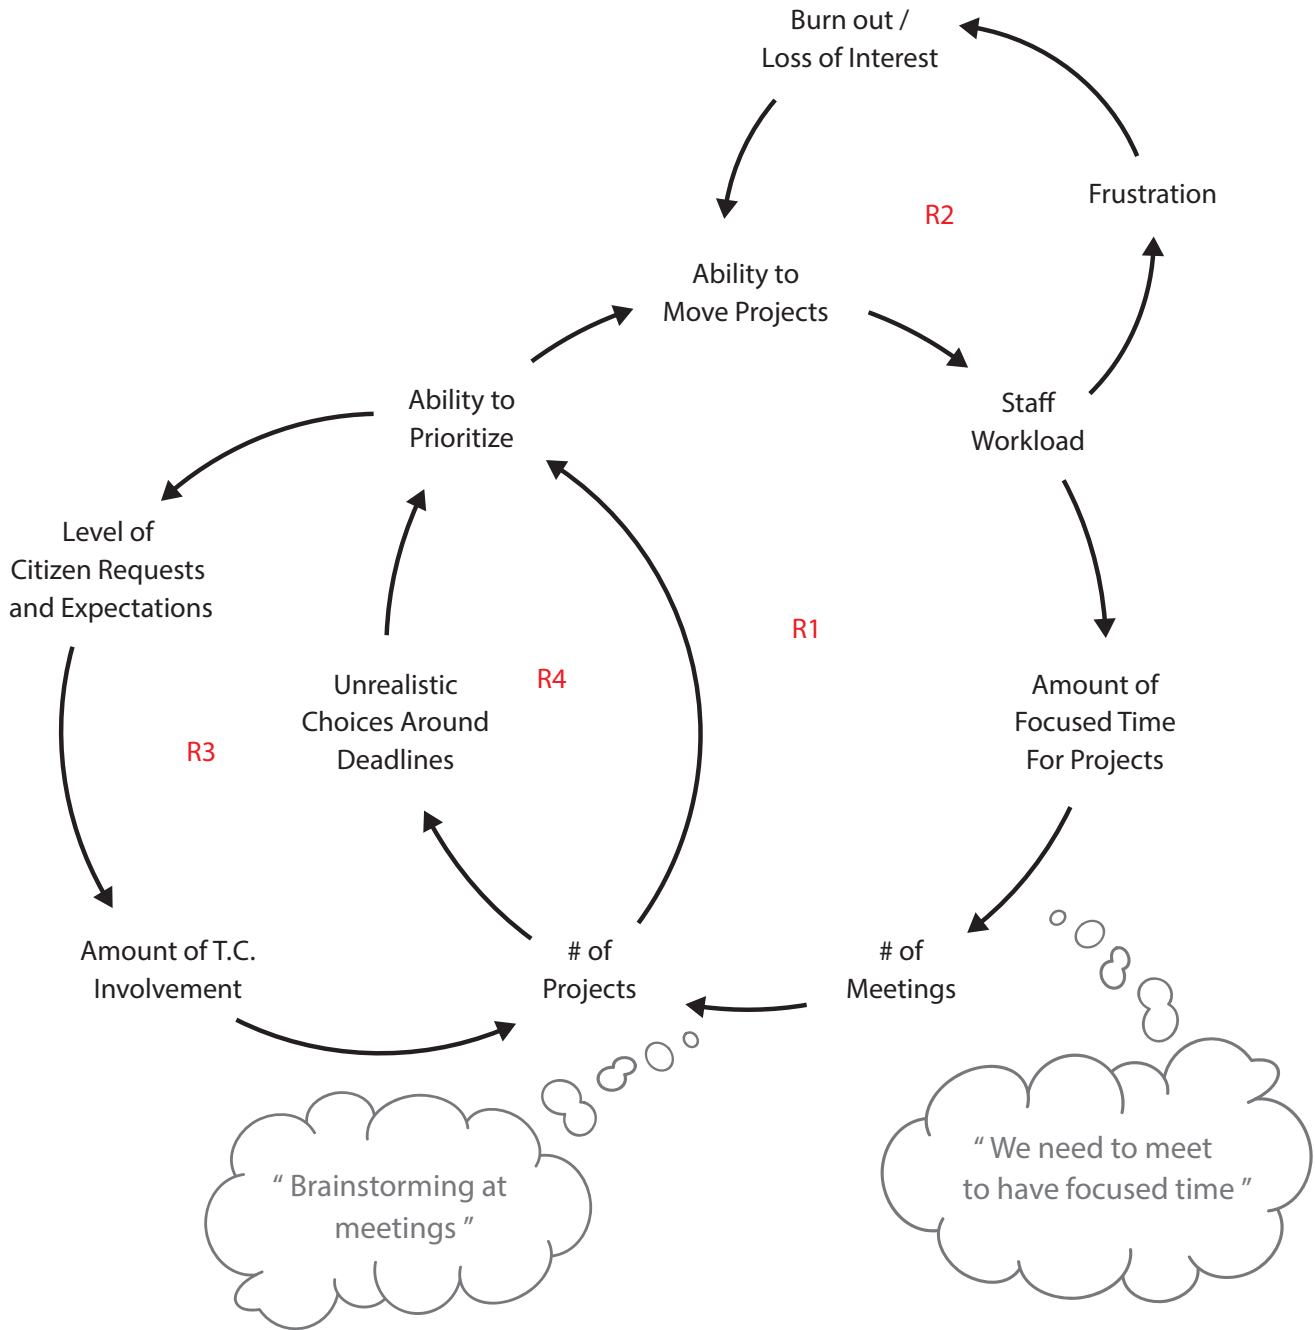 Burn out /
Loss of Interest
Frustration
R2
Ability to
Move Projects
Ability to
Prioritize
Staff
Workload
Level of
Citizen Requests
and Expectations
R1
R4
Unrealistic
Choices Around
Deadlines
Amount of
Focused Time
For Projects
R3
Amount of T.C.
Involvement
# of
Projects
# of
Meetings
“ Brainstorming at
meetings ”
“ We need to meet
to have focused time ”